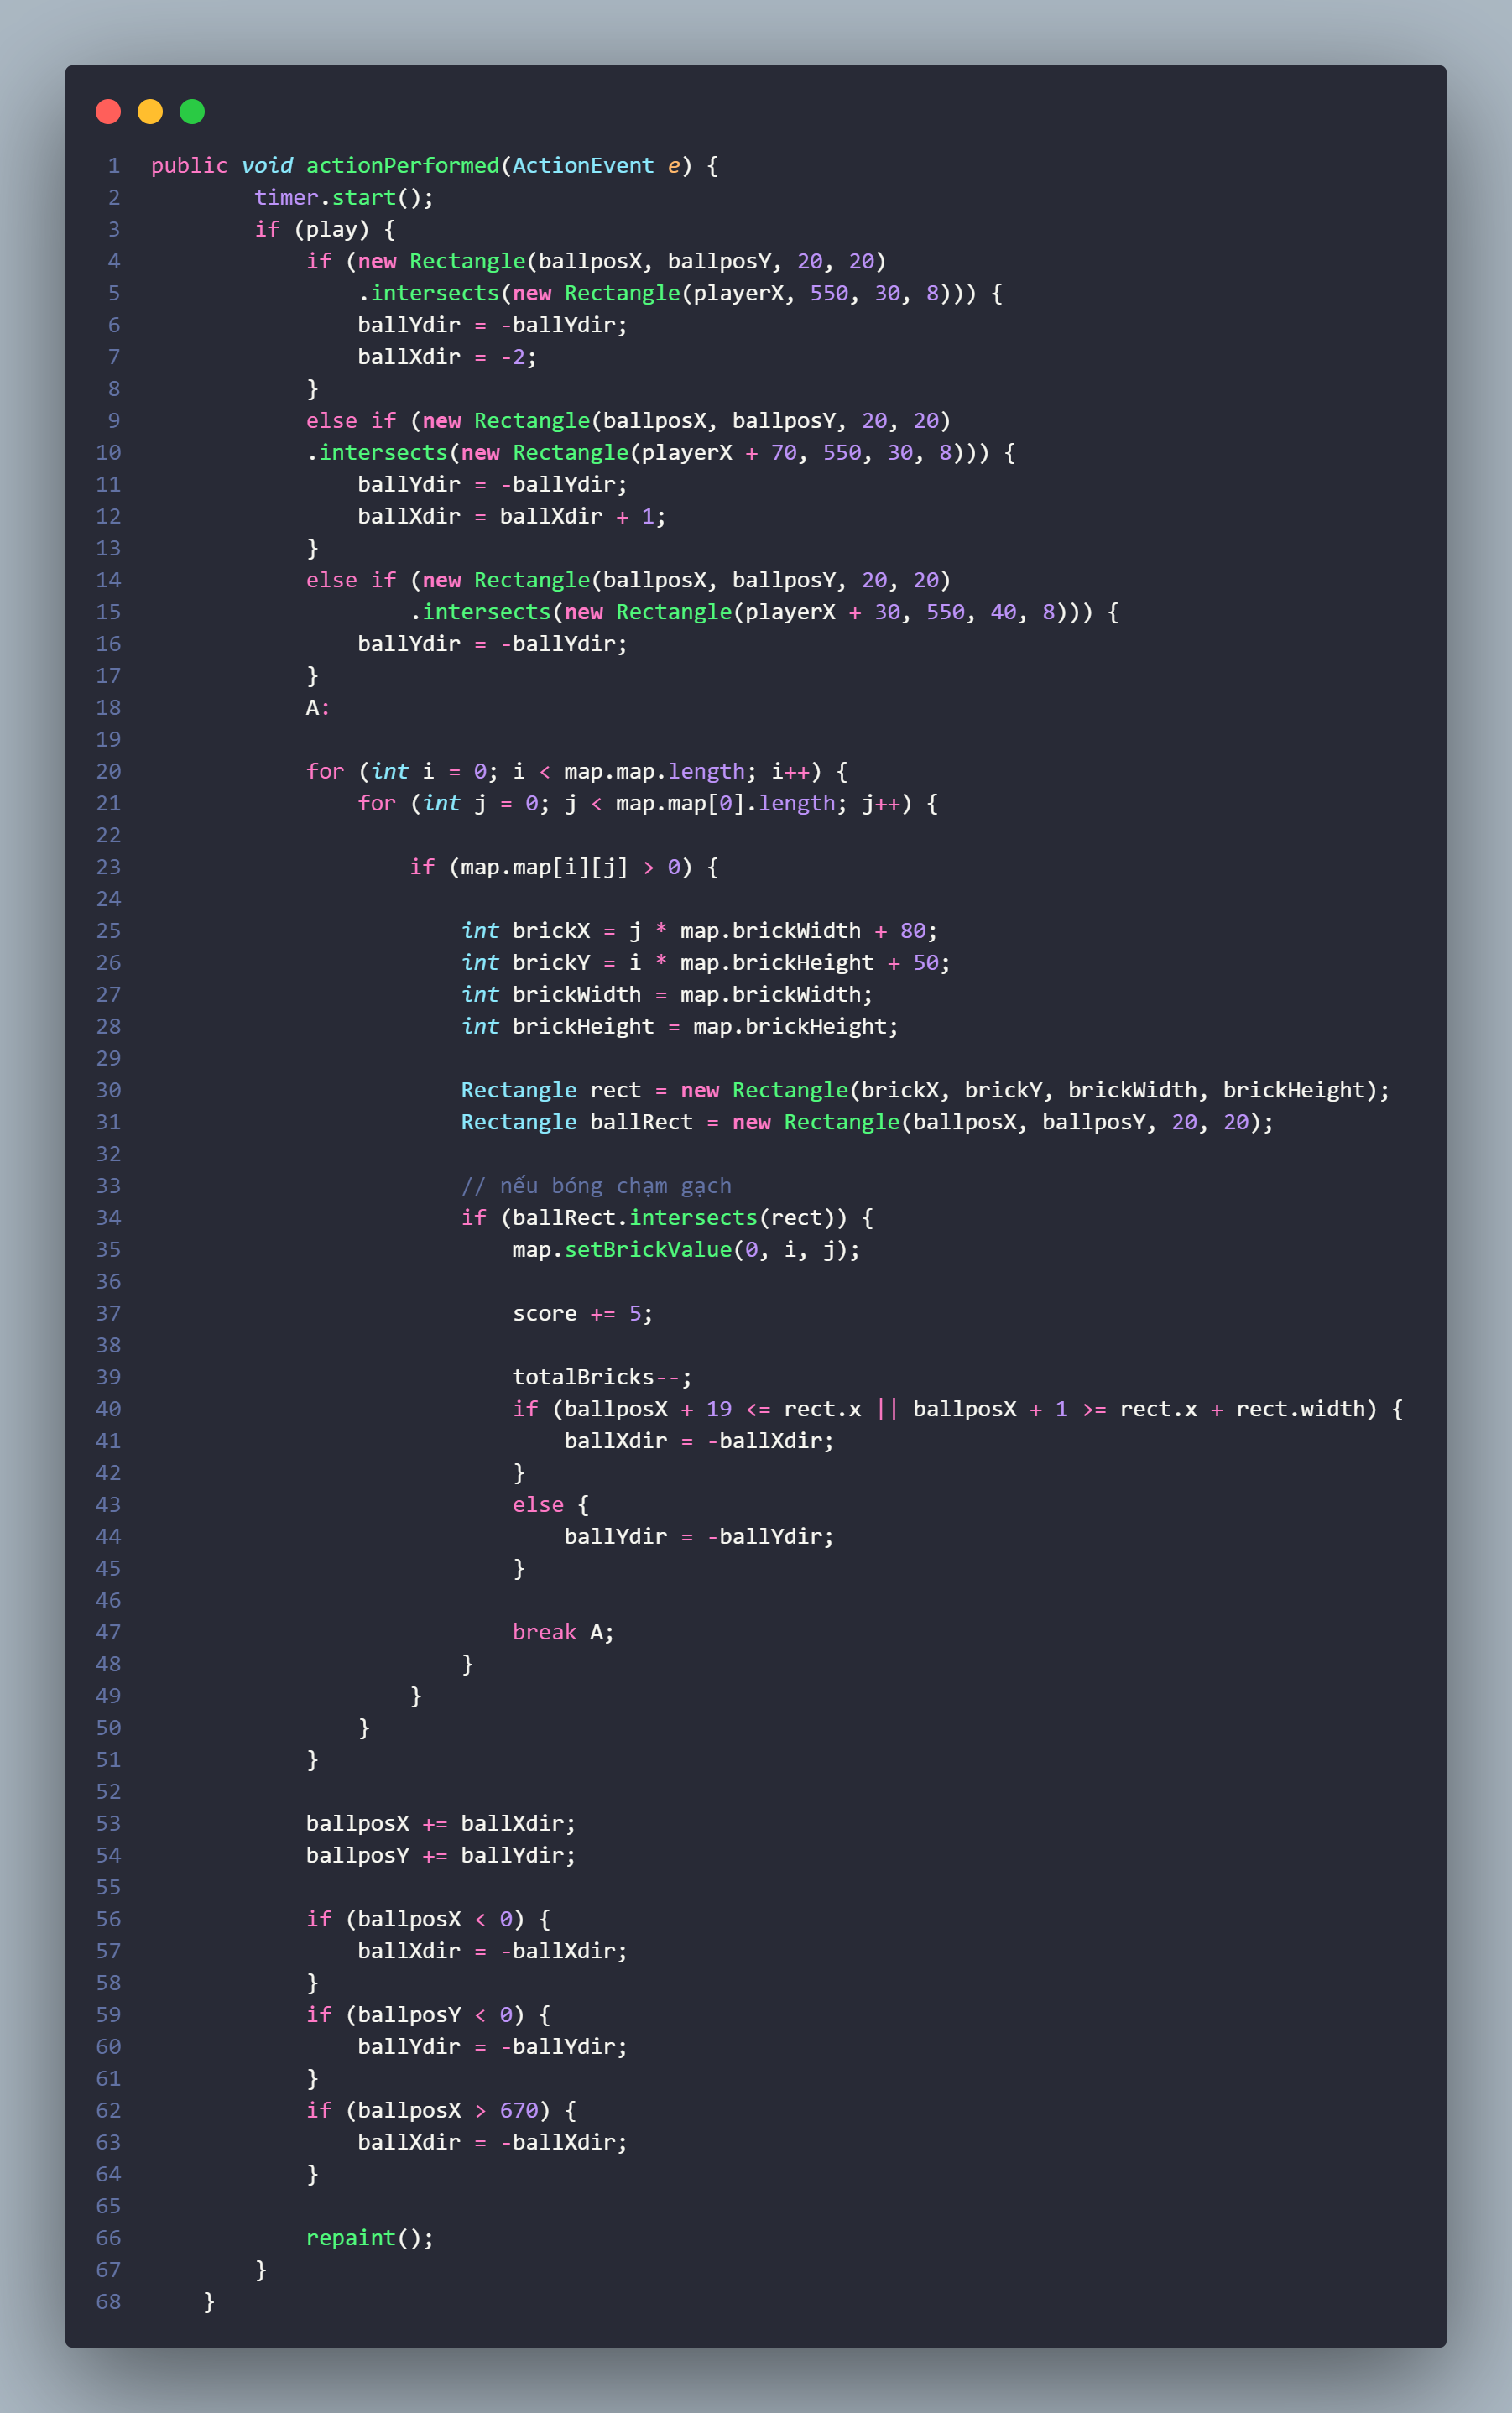 1 public void actionPerformed(ActionEvent e) {
2         timer.start();
3         if (play) {
4             if (new Rectangle(ballposX, ballposY, 20, 20)
5                 .intersects(new Rectangle(playerX, 550, 30, 8))) {
6                 ballYdir = -ballYdir;
7                 ballXdir = -2;
8             }
9             else if (new Rectangle(ballposX, ballposY, 20, 20)
10             .intersects(new Rectangle(playerX + 70, 550, 30, 8))) {
11                 ballYdir = -ballYdir;
12                 ballXdir = ballXdir + 1;
13             }
14             else if (new Rectangle(ballposX, ballposY, 20, 20)
15                     .intersects(new Rectangle(playerX + 30, 550, 40, 8))) {
16                 ballYdir = -ballYdir;
17             }
18             A:
19
20             for (int i = 0; i < map.map.length; i++) {
21                 for (int j = 0; j < map.map[0].length; j++) {
22
23                     if (map.map[i][j] > 0) {
24
25                         int brickX = j * map.brickWidth + 80;
26                         int brickY = i * map.brickHeight + 50;
27                         int brickWidth = map.brickWidth;
28                         int brickHeight = map.brickHeight;
29
30                         Rectangle rect = new Rectangle(brickX, brickY, brickWidth, brickHeight);
31                         Rectangle ballRect = new Rectangle(ballposX, ballposY, 20, 20);
32
33                         // nếu bóng chạm gạch
34                         if (ballRect.intersects(rect)) {
35                             map.setBrickValue(0, i, j);
36
37                             score += 5;
38
39                             totalBricks--;
40                             if (ballposX + 19 <= rect.x || ballposX + 1 >= rect.x + rect.width) {
41                                 ballXdir = -ballXdir;
42                             }
43                             else {
44                                 ballYdir = -ballYdir;
45                             }
46
47                             break A;
48                         }
49                     }
50                 }
51             }
52
53             ballposX += ballXdir;
54             ballposY += ballYdir;
55
56             if (ballposX < 0) {
57                 ballXdir = -ballXdir;
58             }
59             if (ballposY < 0) {
60                 ballYdir = -ballYdir;
61             }
62             if (ballposX > 670) {
63                 ballXdir = -ballXdir;
64             }
65
66             repaint();
67         }
68     }